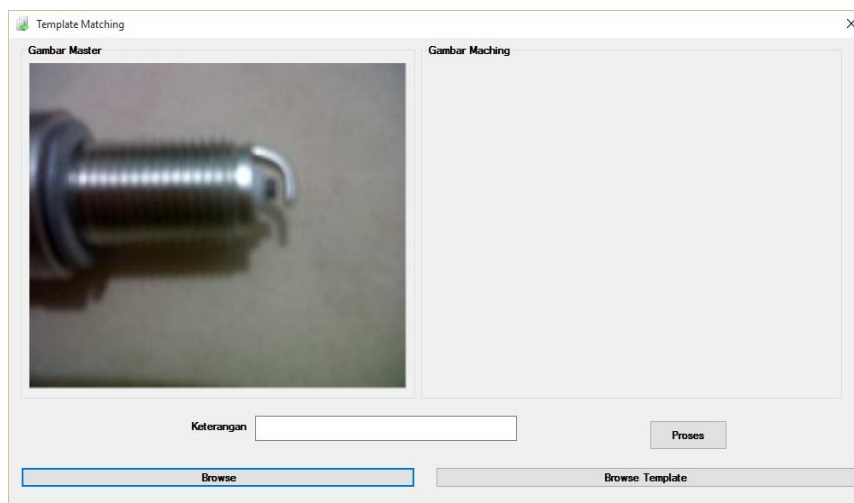 Template Matching
Gambar Master
Gambar Maching
Keterangan
Proses
Browse
Browse Template